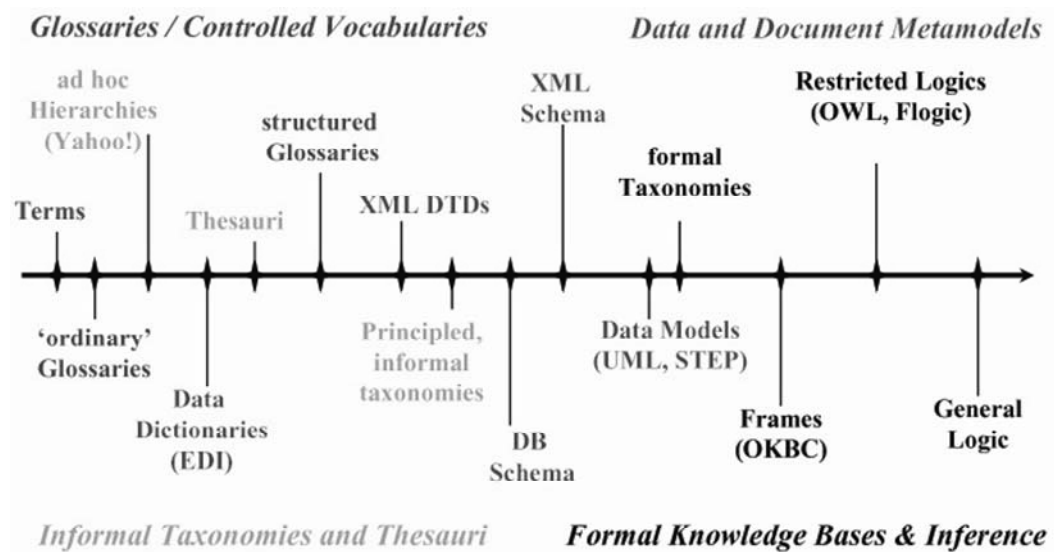 Glossaries / Controlled Vocabularies
Data and Document Metamodels
ad hoc
Hierarchies
(Yahoo!)
structured
Glossaries
XML
Schema
Restricted Logics
(OWL, Flogic)
formal
Taxonomies
Terms
Thesauri
XML DTDs
‘ordinary’
Glossaries
Data
Dictionaries
(EDI)
Principled,
informal
taxonomies
DB
Schema
Data Models
(UML, STEP)
Frames
(OKBC)
General
Logic
Informal Taxonomies and Thesauri
Formal Knowledge Bases & Inference